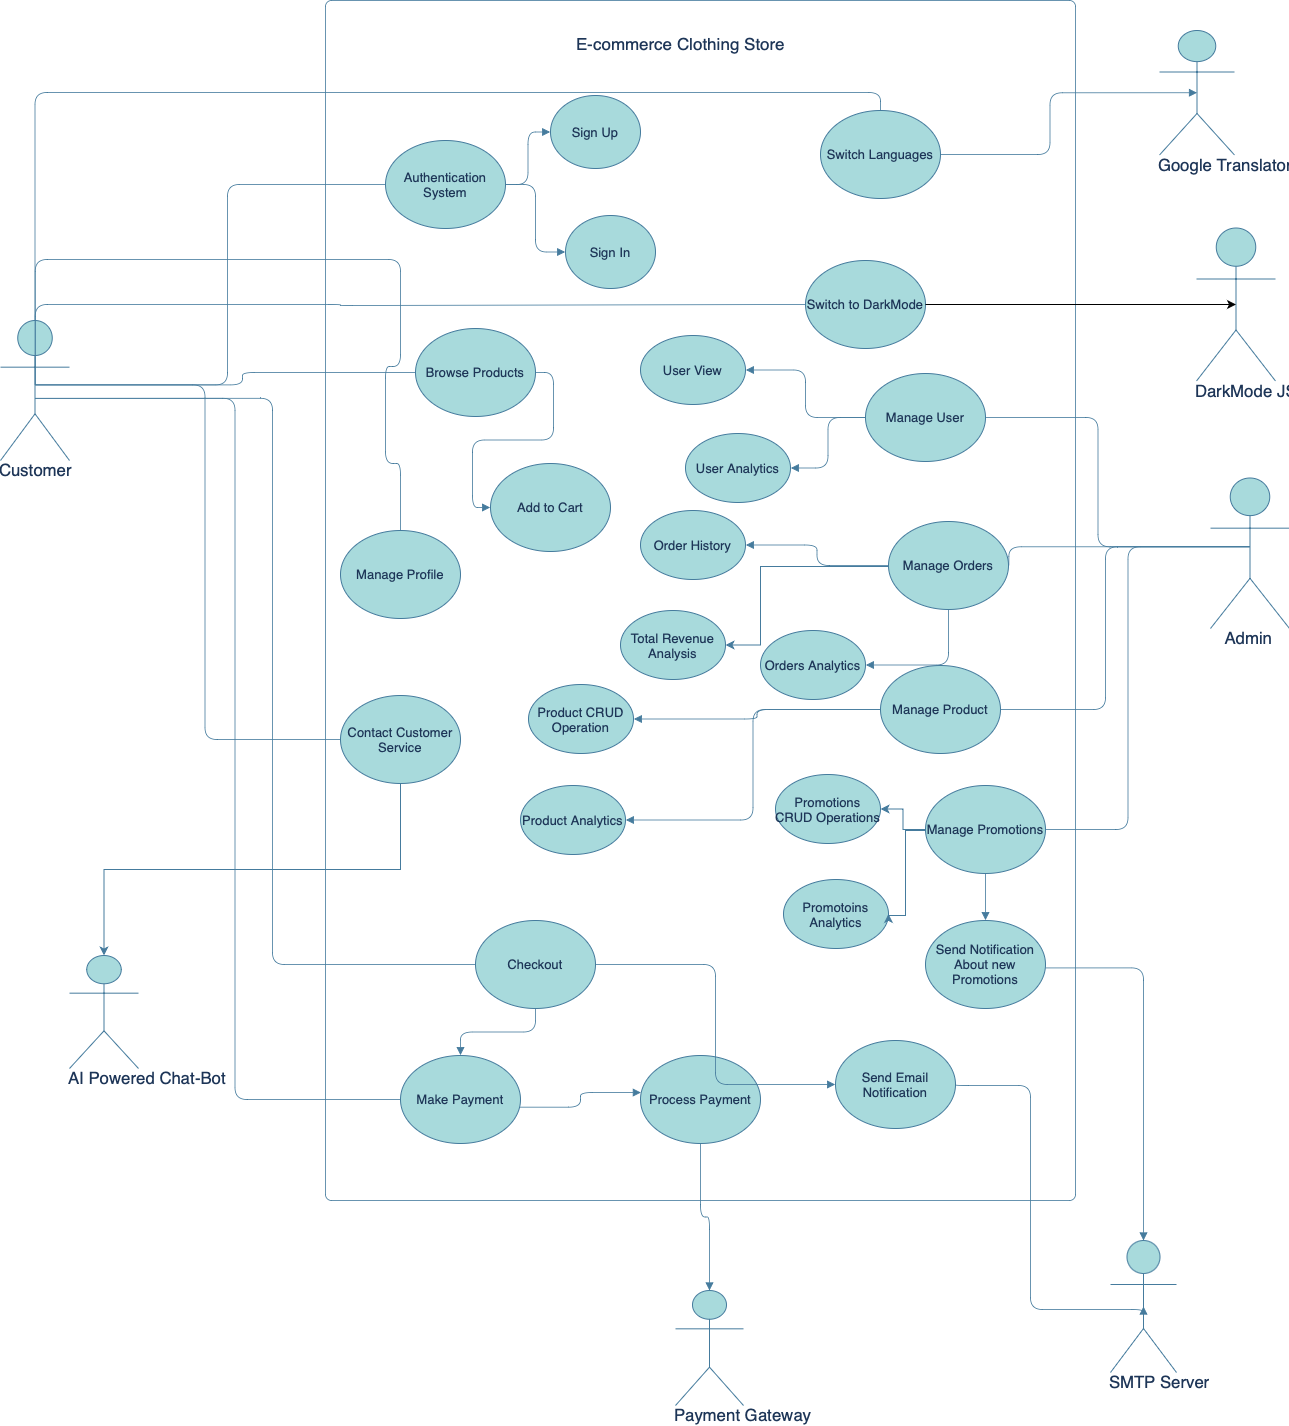 E-commerce Clothing Store
Sign Up
Switch Languages
Google Translator
Authentication
System
Sign In
Switch to DarkMode
DarkMode JS
Browse Products
User View
Manage User
Customer
User Analytics
Add to Cart
Order History
Manage Orders
Manage Profile
Admin
Total Revenue
Analysis
Orders Analytics
Manage Product
Product CRUD
Operation
Contact Customer
Service
Product Analytics
Promotions
CRUD Operations
Manage Promotions
Promotoins
Analytics
Send Notification
About new
Promotions
Checkout
AI Powered Chat-Bot
Make Payment
Process Payment
Send Email
Notification
SMTP Server
Payment Gateway